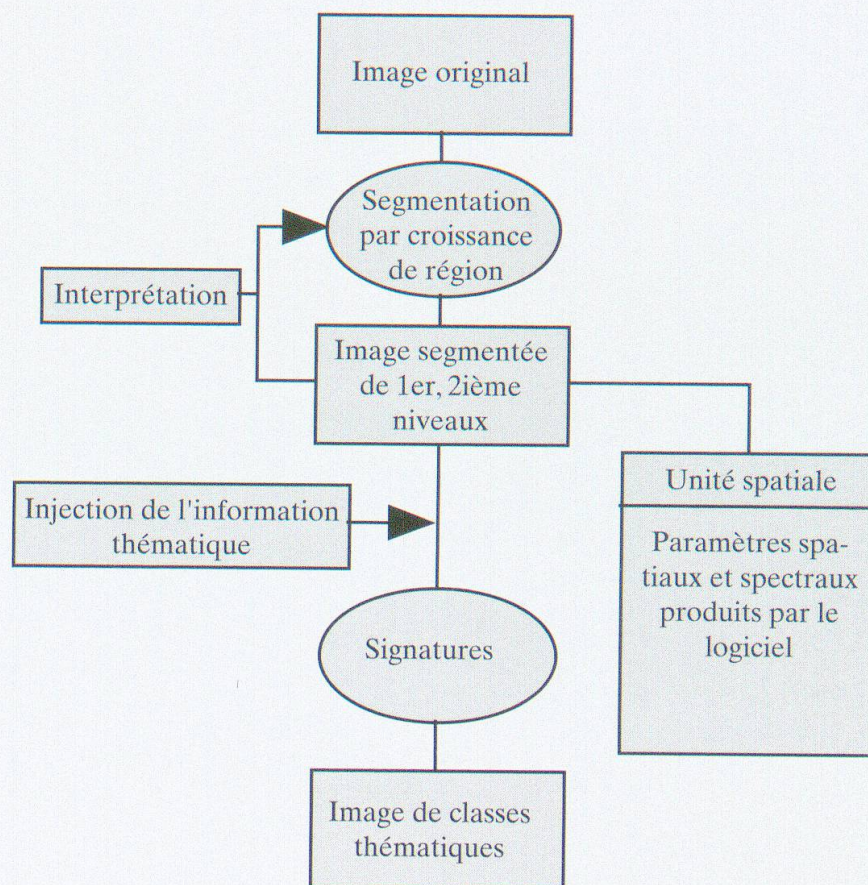 Image original
Segmentation
par croissance
de région
Interprétation
Image segmentée
de 1er, 2ième
niveaux
Unité spatiale
Injection de l'information
thématique
Paramètres spa-
tiaux et spectraux
produits par le
logiciel
Signatures
Image de classes
thématiques